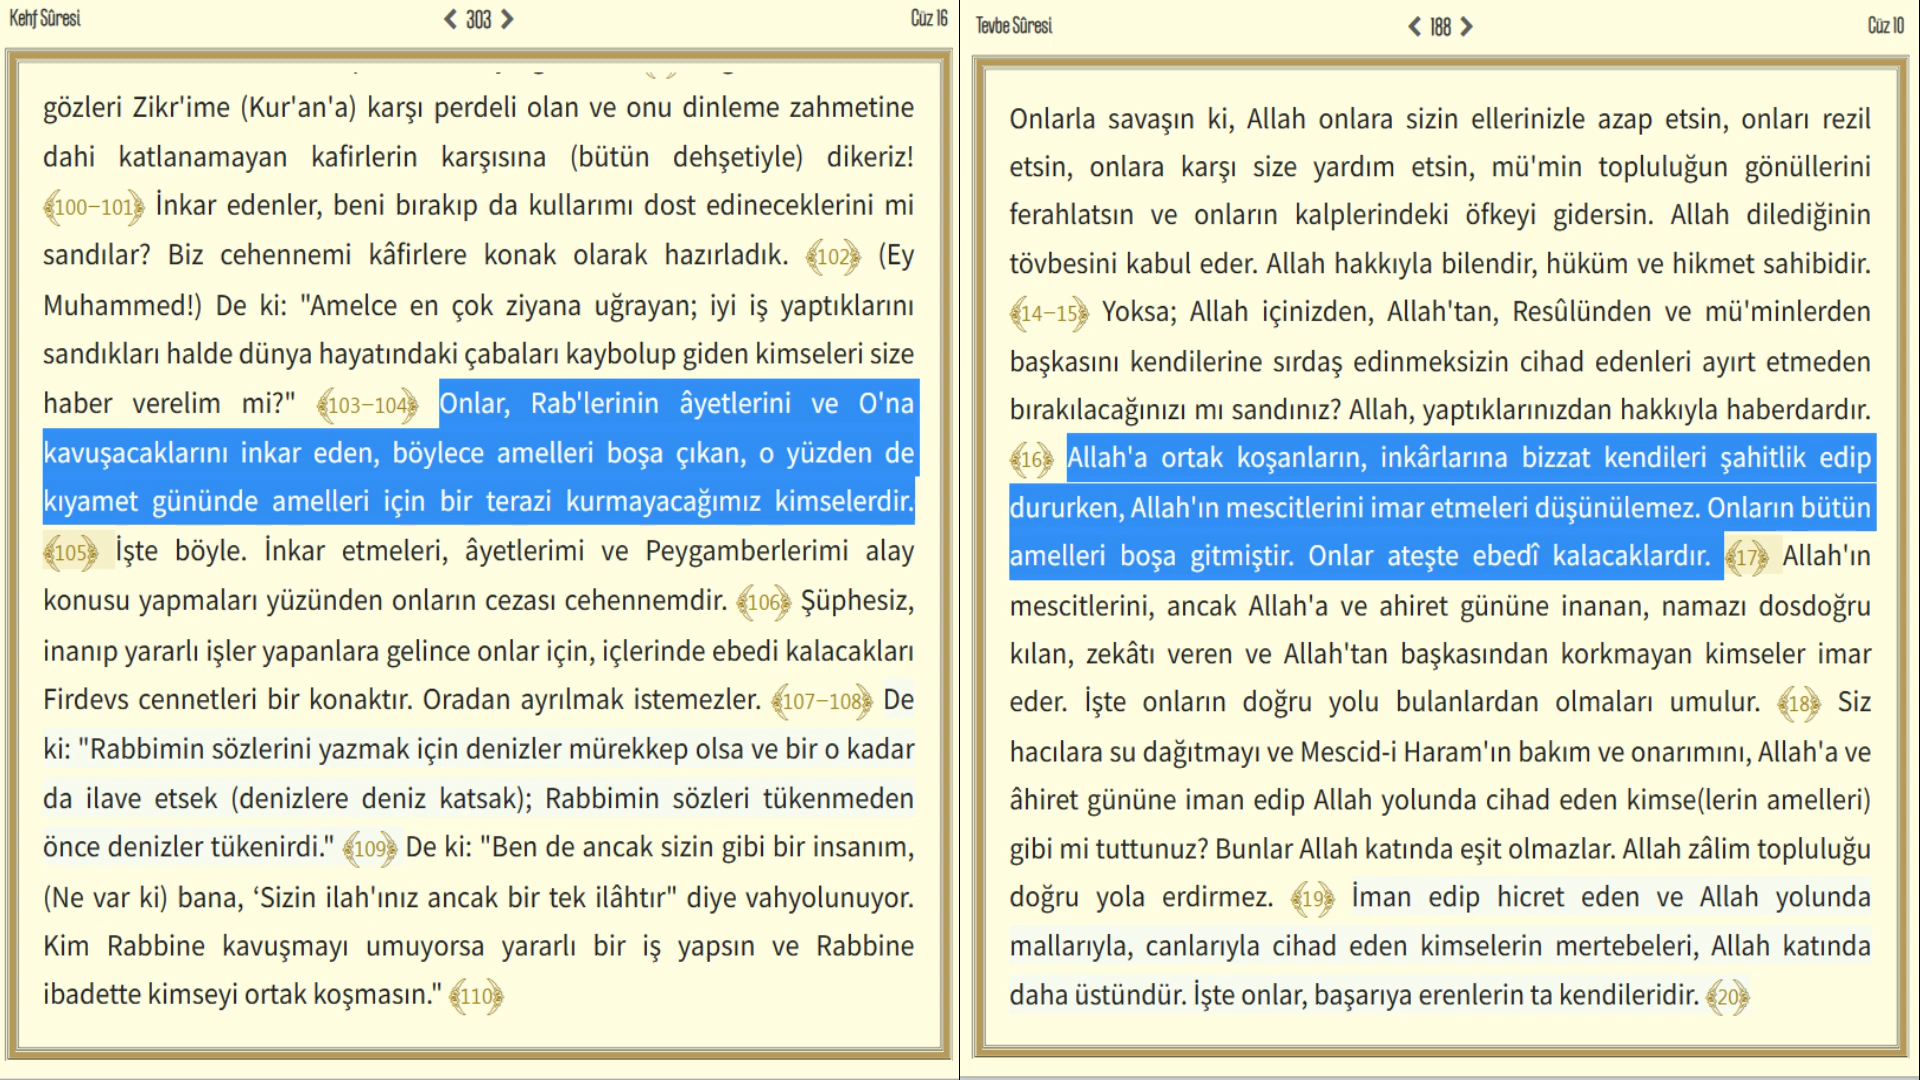 Kehf Sûresi
303
Cüz 16
gözleri Zikr'ime (Kur'an'a) karşı perdeli olan ve onu dinleme zahmetine
dahi katlanamayan kafirlerin karşısına (bütün dehşetiyle) dikeriz!
﴾100–101﴿ İnkar edenler, beni bırakıp da kullarımı dost edineceklerini mi
sandılar? Biz cehennemi kâfirlere konak olarak hazırladık. ﴾102﴿ (Ey
Muhammed!) De ki: "Amelce en çok ziyana uğrayan; iyi iş yaptıklarını
sandıkları halde dünya hayatındaki çabaları kaybolup giden kimseleri size
haber verelim mi?" ﴾103–104﴿ Onlar, Rab'lerinin âyetlerini ve O'na
kavuşacaklarını inkar eden, böylece amelleri boşa çıkan, o yüzden de
kıyamet gününde amelleri için bir terazi kurmayacağımız kimselerdir.
﴾105﴿ İşte böyle. İnkar etmeleri, âyetlerimi ve Peygamberlerimi alay
konusu yapmaları yüzünden onların cezası cehennemdir. ﴾106﴿ Şüphesiz,
inanıp yararlı işler yapanlara gelince onlar için, içlerinde ebedi kalacakları
Firdevs cennetleri bir konaktır. Oradan ayrılmak istemezler. ﴾107–108﴿ De
ki: "Rabbimin sözlerini yazmak için denizler mürekkep olsa ve bir o kadar
da ilave etsek (denizlere deniz katsak); Rabbimin sözleri tükenmeden
önce denizler tükenirdi." ﴾109﴿ De ki: "Ben de ancak sizin gibi bir insanım,
(Ne var ki) bana, ‘Sizin ilah'ınız ancak bir tek ilâhtır" diye vahyolunuyor.
Kim Rabbine kavuşmayı umuyorsa yararlı bir iş yapsın ve Rabbine
ibadette kimseyi ortak koşmasın." ﴾110﴿
Tevbe Sûresi
188
Cüz 10
Onlarla savaşın ki, Allah onlara sizin ellerinizle azap etsin, onları rezil
etsin, onlara karşı size yardım etsin, mü'min topluluğun gönüllerini
ferahlatsın ve onların kalplerindeki öfkeyi gidersin. Allah dilediğinin
tövbesini kabul eder. Allah hakkıyla bilendir, hüküm ve hikmet sahibidir.
﴾14–15﴿ Yoksa; Allah içinizden, Allah'tan, Resûlünden ve mü'minlerden
başkasını kendilerine sırdaş edinmeksizin cihad edenleri ayırt etmeden
bırakılacağınızı mı sandınız? Allah, yaptıklarınızdan hakkıyla haberdardır.
﴾16﴿ Allah'a ortak koşanların, inkârlarına bizzat kendileri şahitlik edip
dururken, Allah'ın mescitlerini imar etmeleri düşünülemez. Onların bütün
amelleri boşa gitmiştir. Onlar ateşte ebedî kalacaklardır. ﴾17﴿ Allah'ın
mescitlerini, ancak Allah'a ve ahiret gününe inanan, namazı dosdoğru
kılan, zekâtı veren ve Allah'tan başkasından korkmayan kimseler imar
eder. İşte onların doğru yolu bulanlardan olmaları umulur. ﴾18﴿ Siz
hacılara su dağıtmayı ve Mescid-i Haram'ın bakım ve onarımını, Allah'a ve
âhiret gününe iman edip Allah yolunda cihad eden kimse(lerin amelleri)
gibi mi tuttunuz? Bunlar Allah katında eşit olmazlar. Allah zâlim topluluğu
doğru yola erdirmez. ﴾19﴿ İman edip hicret eden ve Allah yolunda
mallarıyla, canlarıyla cihad eden kimselerin mertebeleri, Allah katında
daha üstündür. İşte onlar, başarıya erenlerin ta kendileridir. ﴾20﴿